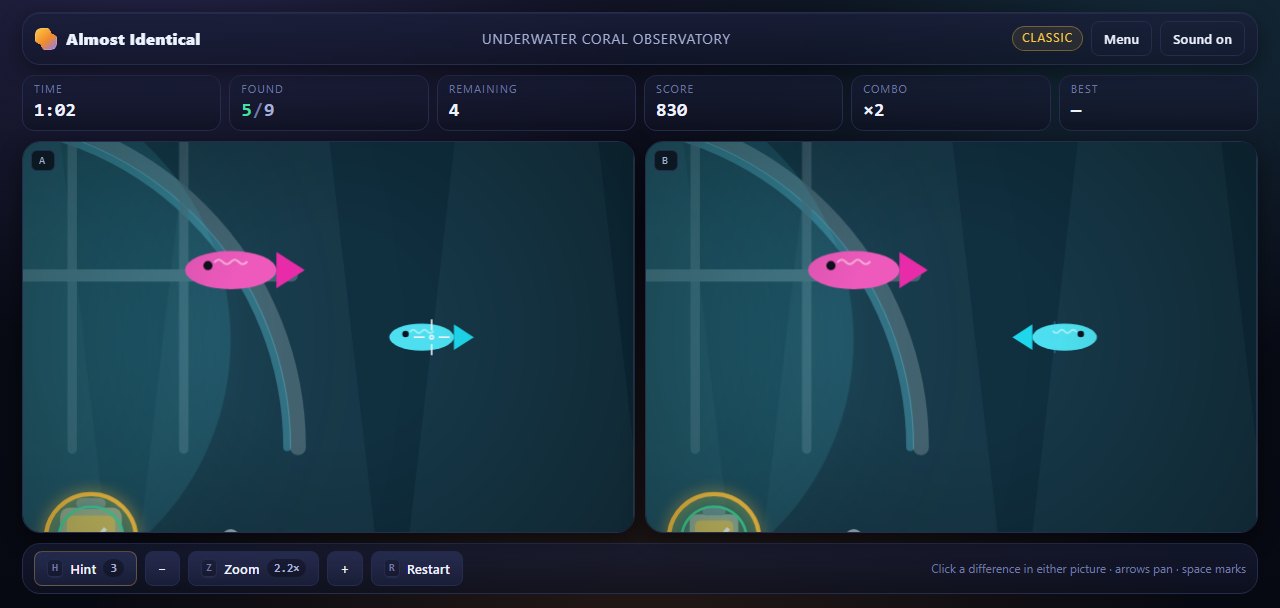 Almost Identical
UNDERWATER CORAL OBSERVATORY
CLASSIC
Menu
Sound on
TIME
1:02
FOUND
5/9
REMAINING
4
SCORE
830
COMBO
×2
BEST
—
A
B
H Hint 3
−
Z Zoom 2.2x
+
R Restart
Click a difference in either picture · arrows pan · space marks